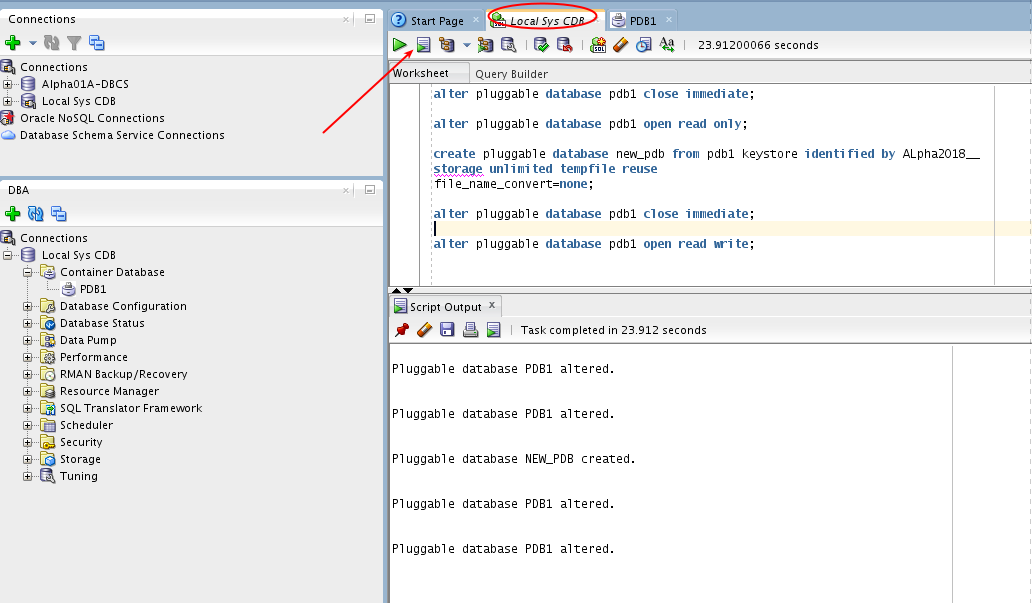 Connections
Connections
Alpha01A-DBCS
Local Sys CDB
Oracle NoSQL Connections
Database Schema Service Connections
DBA
Connections
Local Sys CDB
Container Database
PDB1
Database Configuration
Database Status
Data Pump
Performance
RMAN Backup/Recovery
Resource Manager
SQL Translator Framework
Scheduler
Security
Storage
Tuning
Start Page
Local Sys CDB
PDB1
23.91200066 seconds
Worksheet
Query Builder
alter pluggable database pdb1 close immediate;
alter pluggable database pdb1 open read only;
create pluggable database new_pdb from pdb1 keystore identified by ALpha2018__
storage unlimited tempfile reuse
file_name_convert=none;
alter pluggable database pdb1 close immediate;
alter pluggable database pdb1 open read write;
Script Output
Task completed in 23.912 seconds
Pluggable database PDB1 altered.
Pluggable database PDB1 altered.
Pluggable database NEW_PDB created.
Pluggable database PDB1 altered.
Pluggable database PDB1 altered.